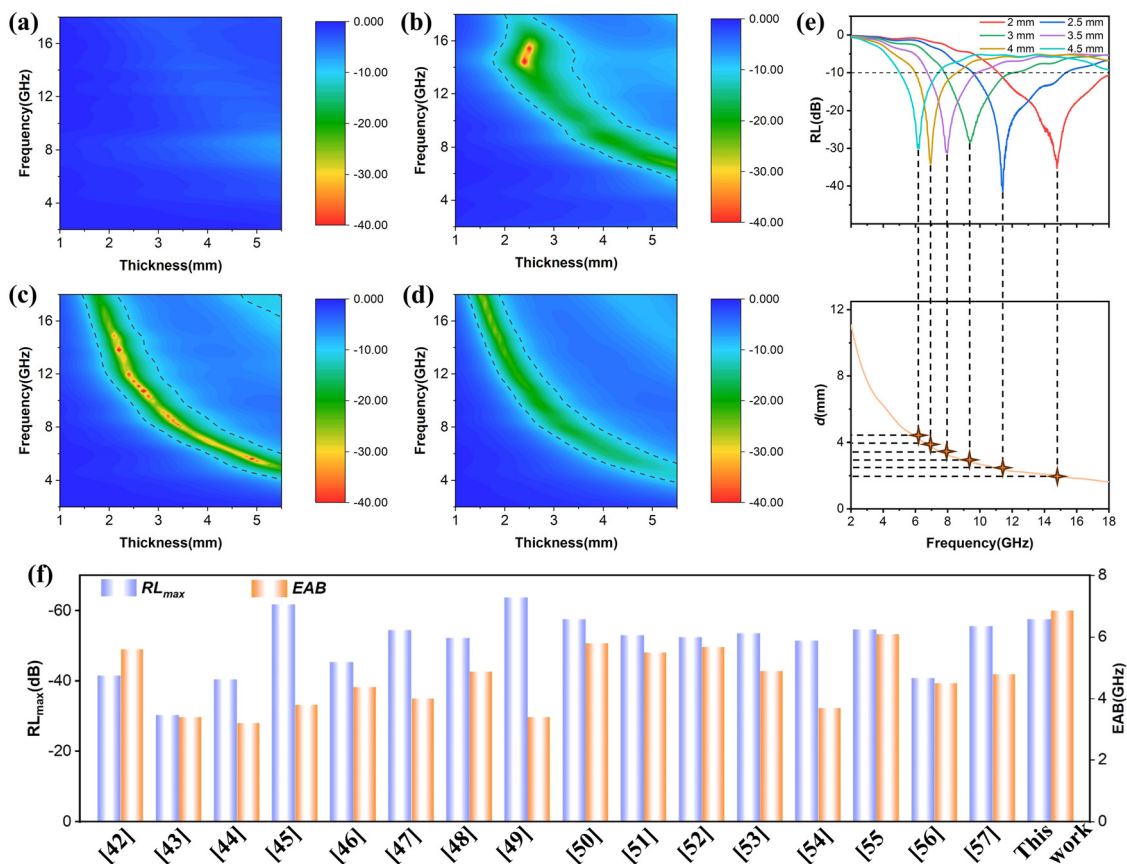 (a)
16
12
8
4
1 2 3 4 5
Frequency(GHz)
Thickness(mm)
0.000
-10.00
-20.00
-30.00
-40.00
(b)
16
12
8
4
1 2 3 4 5
Frequency(GHz)
Thickness(mm)
0.000
-10.00
-20.00
-30.00
-40.00
(e)
2 mm 2.5 mm
3 mm 3.5 mm
4 mm 4.5 mm
0
-10
-20
-30
-40
RL(dB)
(c)
16
12
8
4
1 2 3 4 5
Frequency(GHz)
Thickness(mm)
0.000
-10.00
-20.00
-30.00
-40.00
(d)
16
12
8
4
1 2 3 4 5
Frequency(GHz)
Thickness(mm)
0.000
-10.00
-20.00
-30.00
-40.00
12
8
4
0
d(mm)
2 4 6 8 10 12 14 16 18
Frequency(GHz)
(f)
RLmax EAB
-60
-40
-20
0
RLmax(dB)
8
6
4
2
0
EAB(GHz)
[42] [43] [44] [45] [46] [47] [48] [49] [50] [51] [52] [53] [54] [55 [56] [57] This work